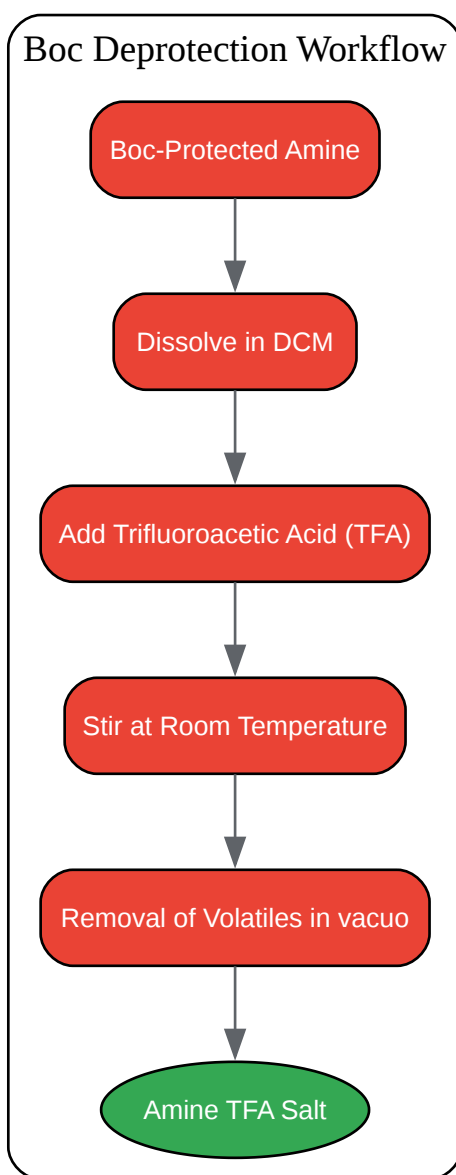 Boc Deprotection Workflow
Boc-Protected Amine
Dissolve in DCM
Add Trifluoroacetic Acid (TFA)
Stir at Room Temperature
Removal of Volatiles in vacuo
Amine TFA Salt